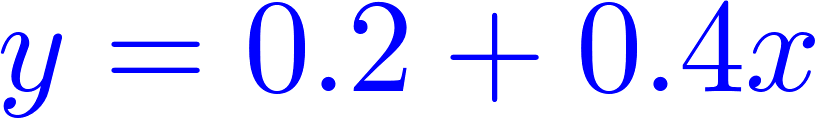 y = 0.2 + 0.4x